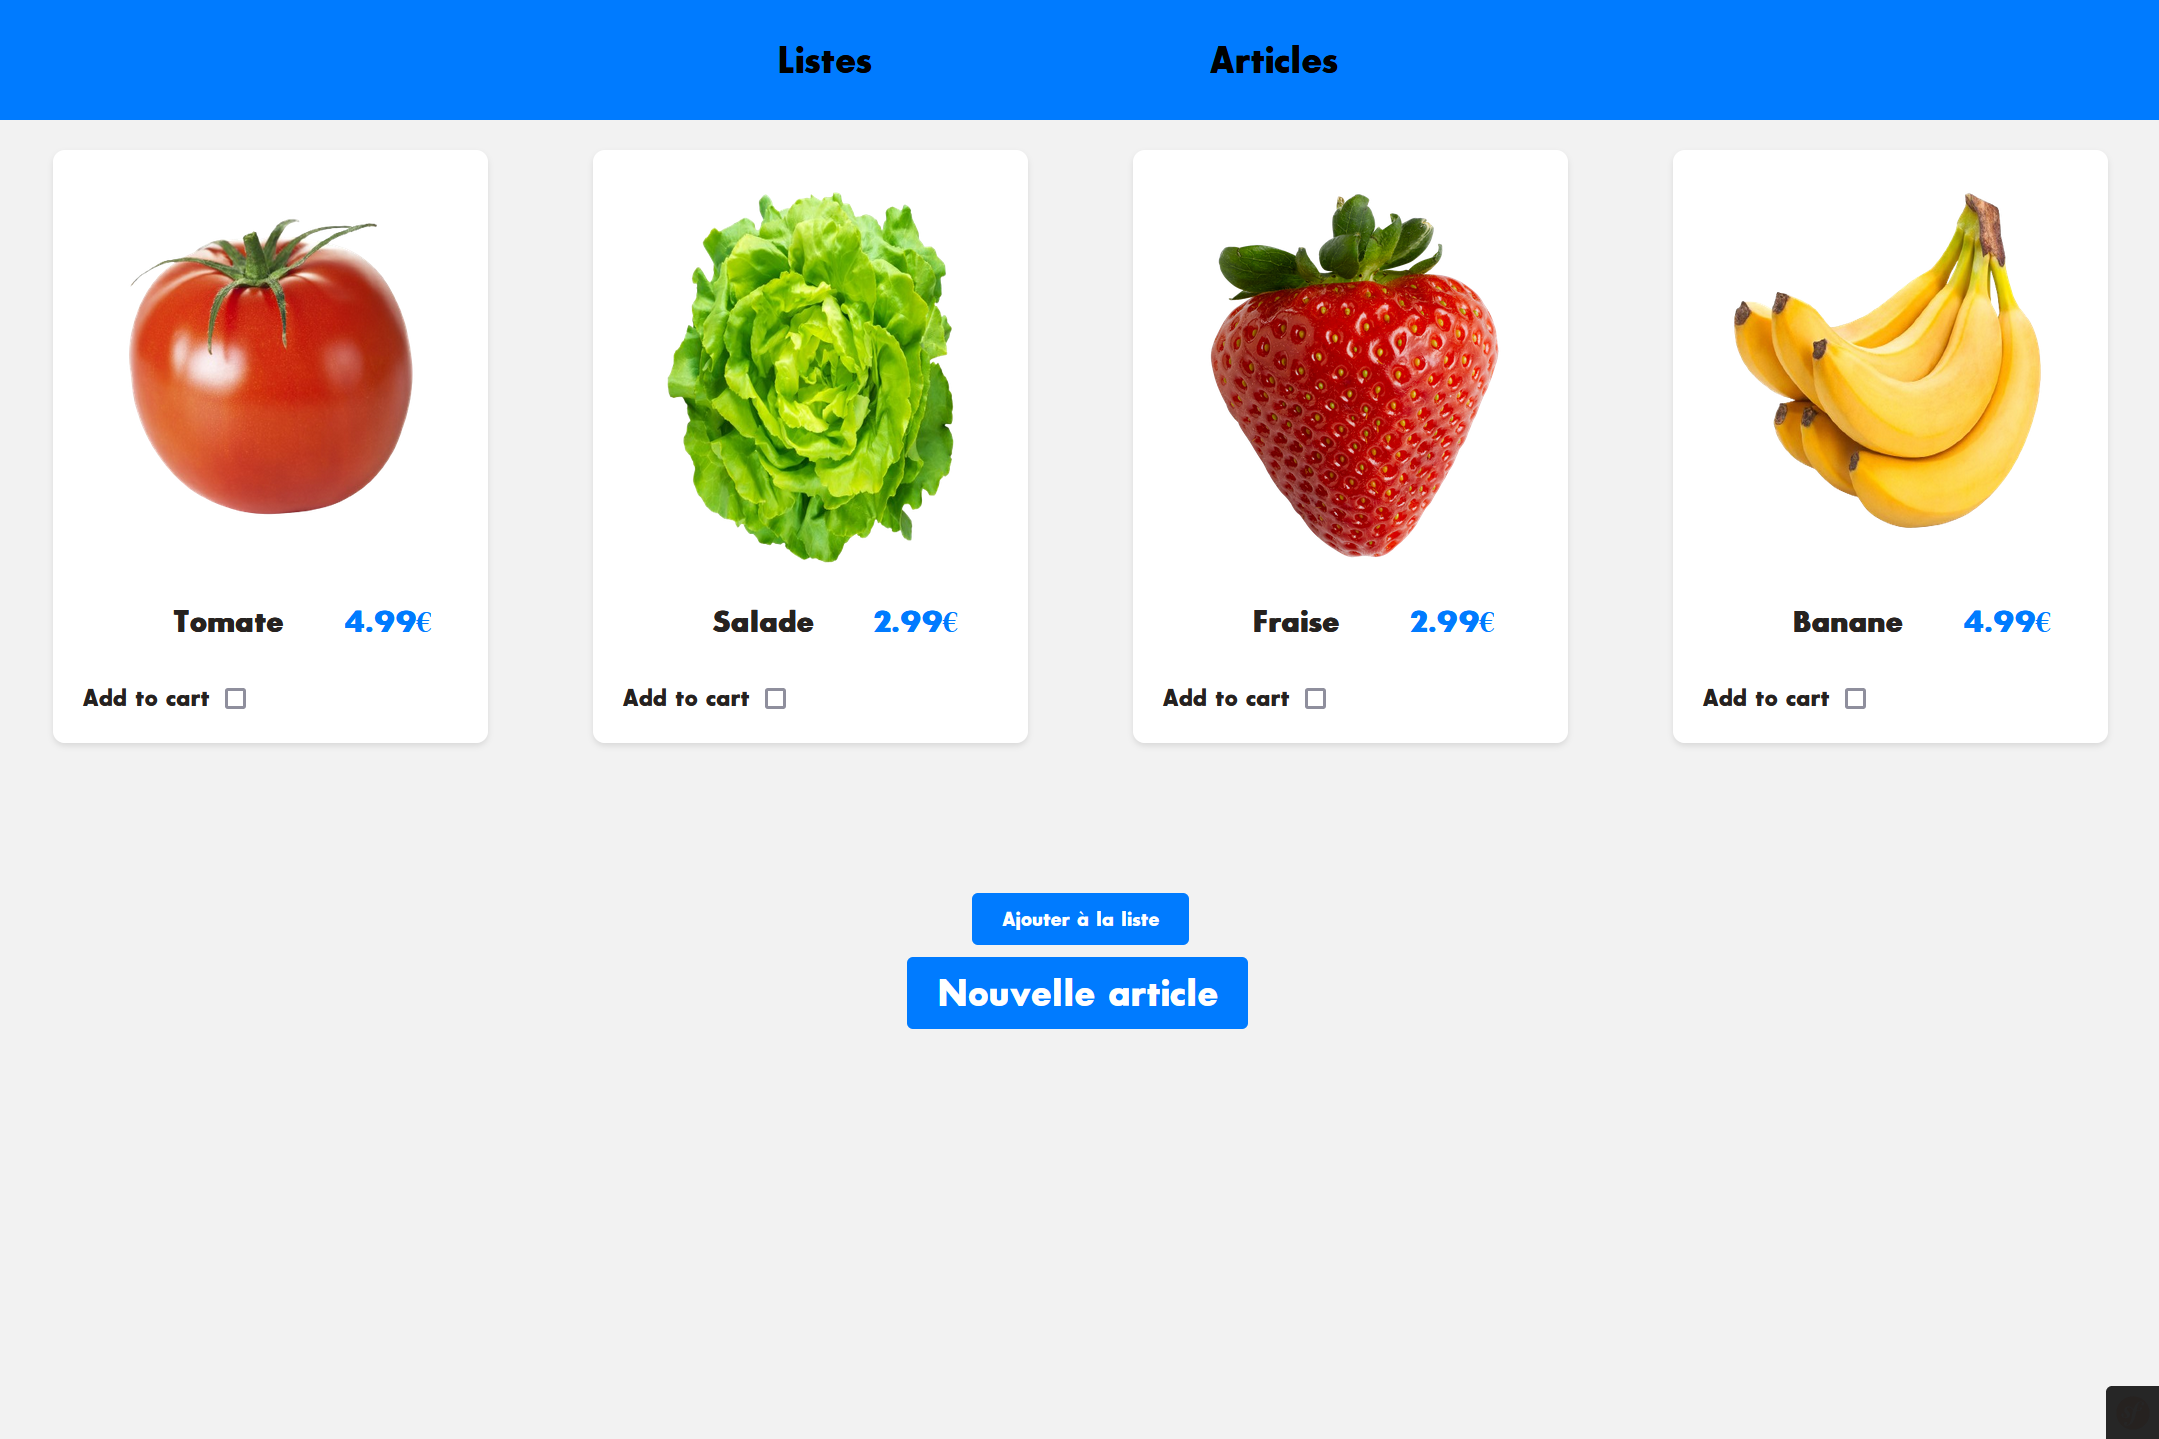 Listes Articles
Tomate 4.99€
Salade 2.99€
Fraise 2.99€
Banane 4.99€
Add to cart
Add to cart
Add to cart
Add to cart
Ajouter à la liste
Nouvelle article